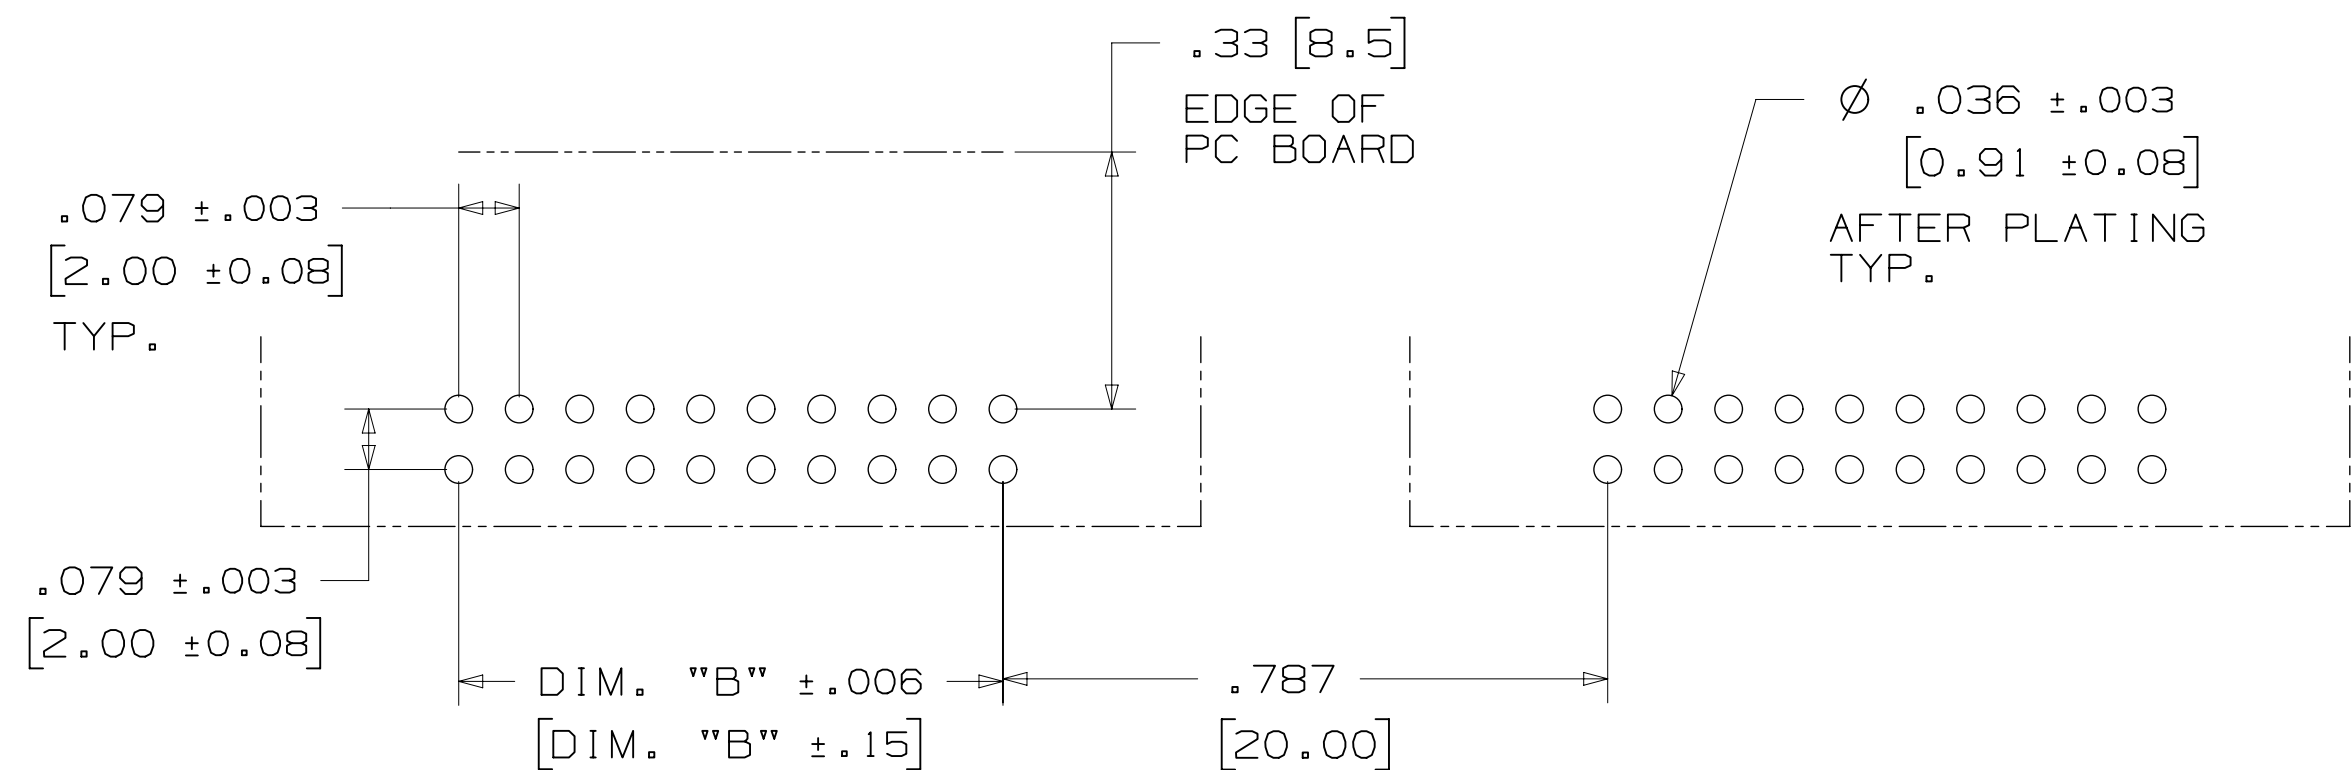 .33 [8.5]
EDGE OF
PC BOARD
Ø .036 ±.003
[0.91 ±0.08]
AFTER PLATING
TYP.
.079 ±.003
[2.00 ±0.08]
TYP.
.079 ±.003
[2.00 ±0.08]
DIM. "B" ±.006
[DIM. "B" ±.15]
.787
[20.00]